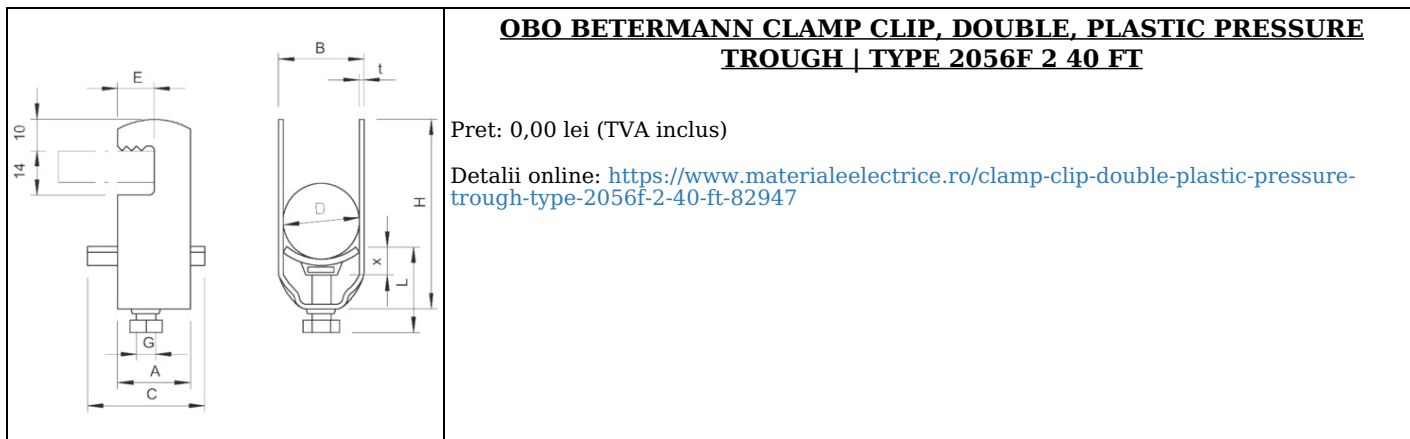 B
E
t
10
14
D
H
x
L
G
A
C
OBO BETERMANN CLAMP CLIP, DOUBLE, PLASTIC PRESSURE
TROUGH | TYPE 2056F 2 40 FT
Pret: 0,00 lei (TVA inclus)
Detalii online: https://www.materialeelectrice.ro/clamp-clip-double-plastic-pressure-
trough-type-2056f-2-40-ft-82947